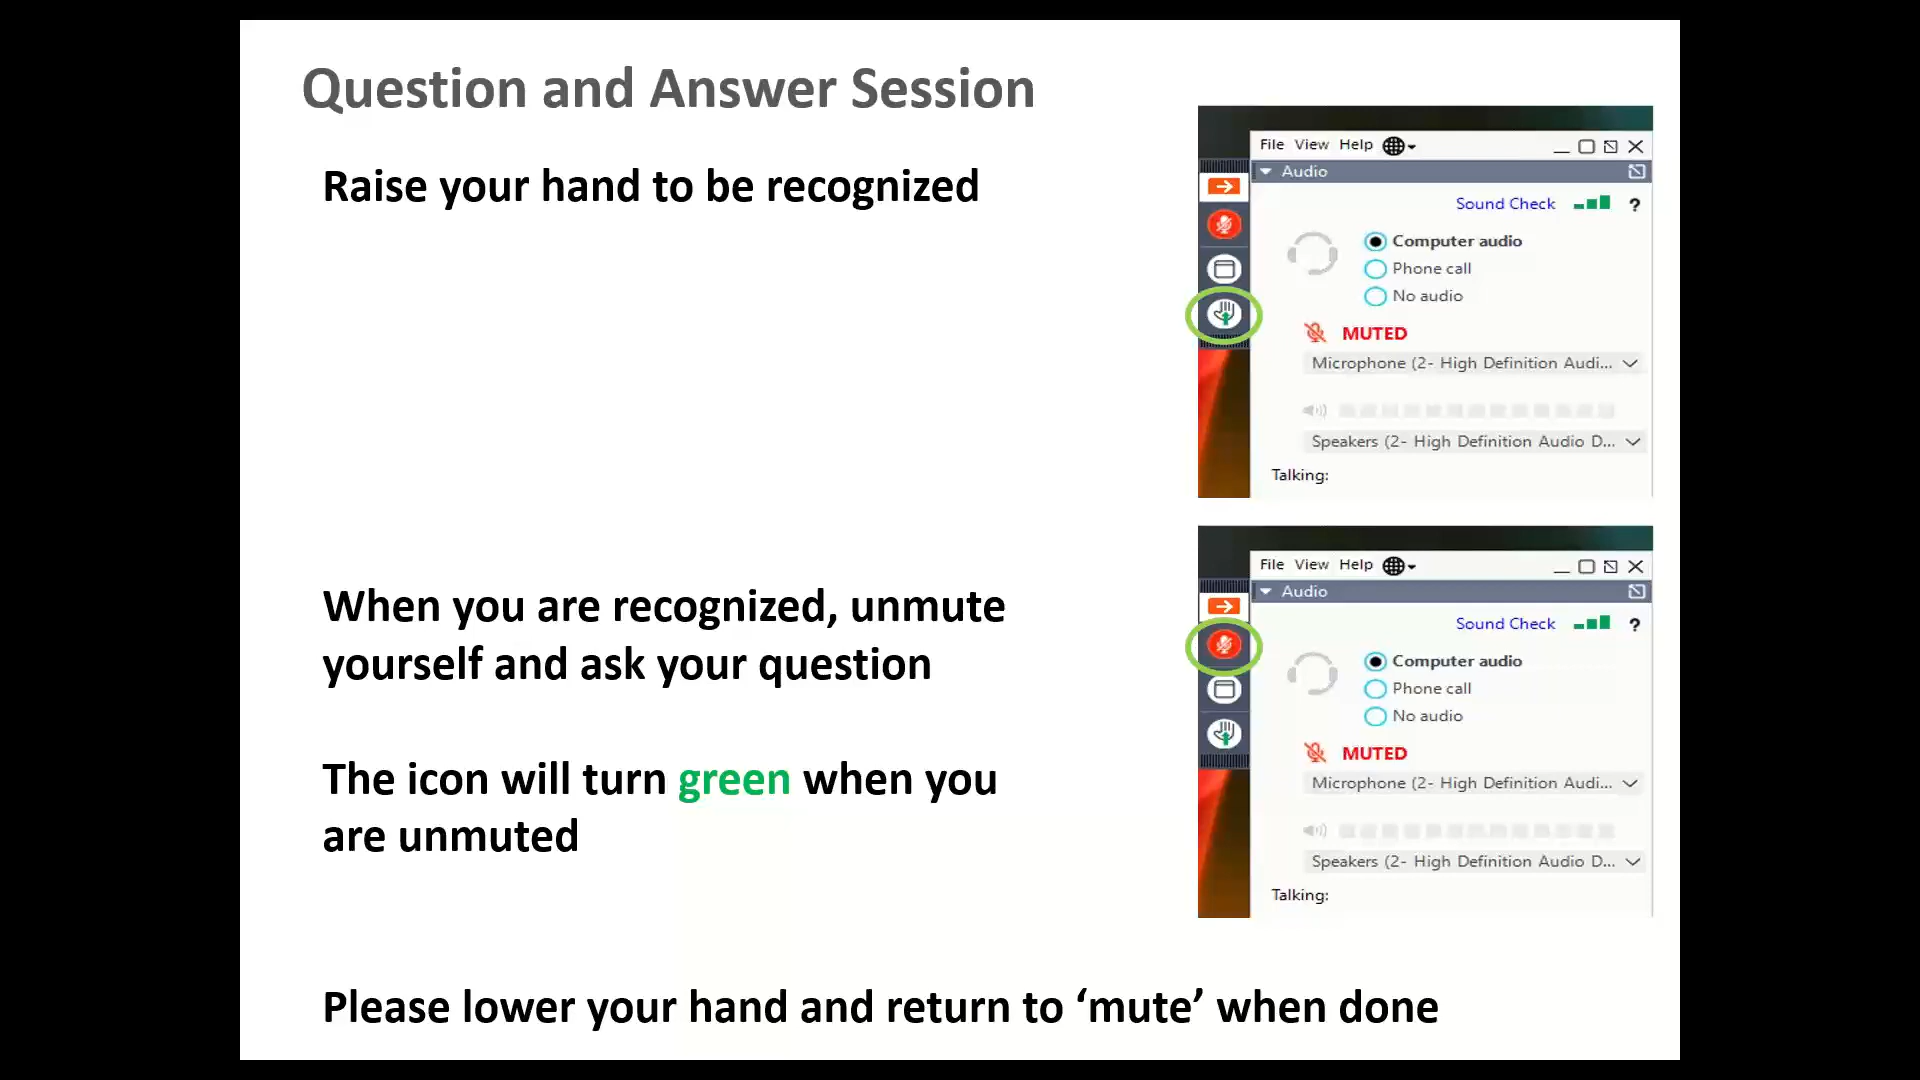 Question and Answer Session
Raise your hand to be recognized
File View Help
Audio
Sound Check ?
Computer audio
Phone call
No audio
MUTED
Microphone (2- High Definition Audi...
Speakers (2- High Definition Audio D...
Talking:
When you are recognized, unmute
yourself and ask your question
The icon will turn green when you
are unmuted
File View Help
Audio
Sound Check ?
Computer audio
Phone call
No audio
MUTED
Microphone (2- High Definition Audi...
Speakers (2- High Definition Audio D...
Talking:
Please lower your hand and return to ‘mute’ when done